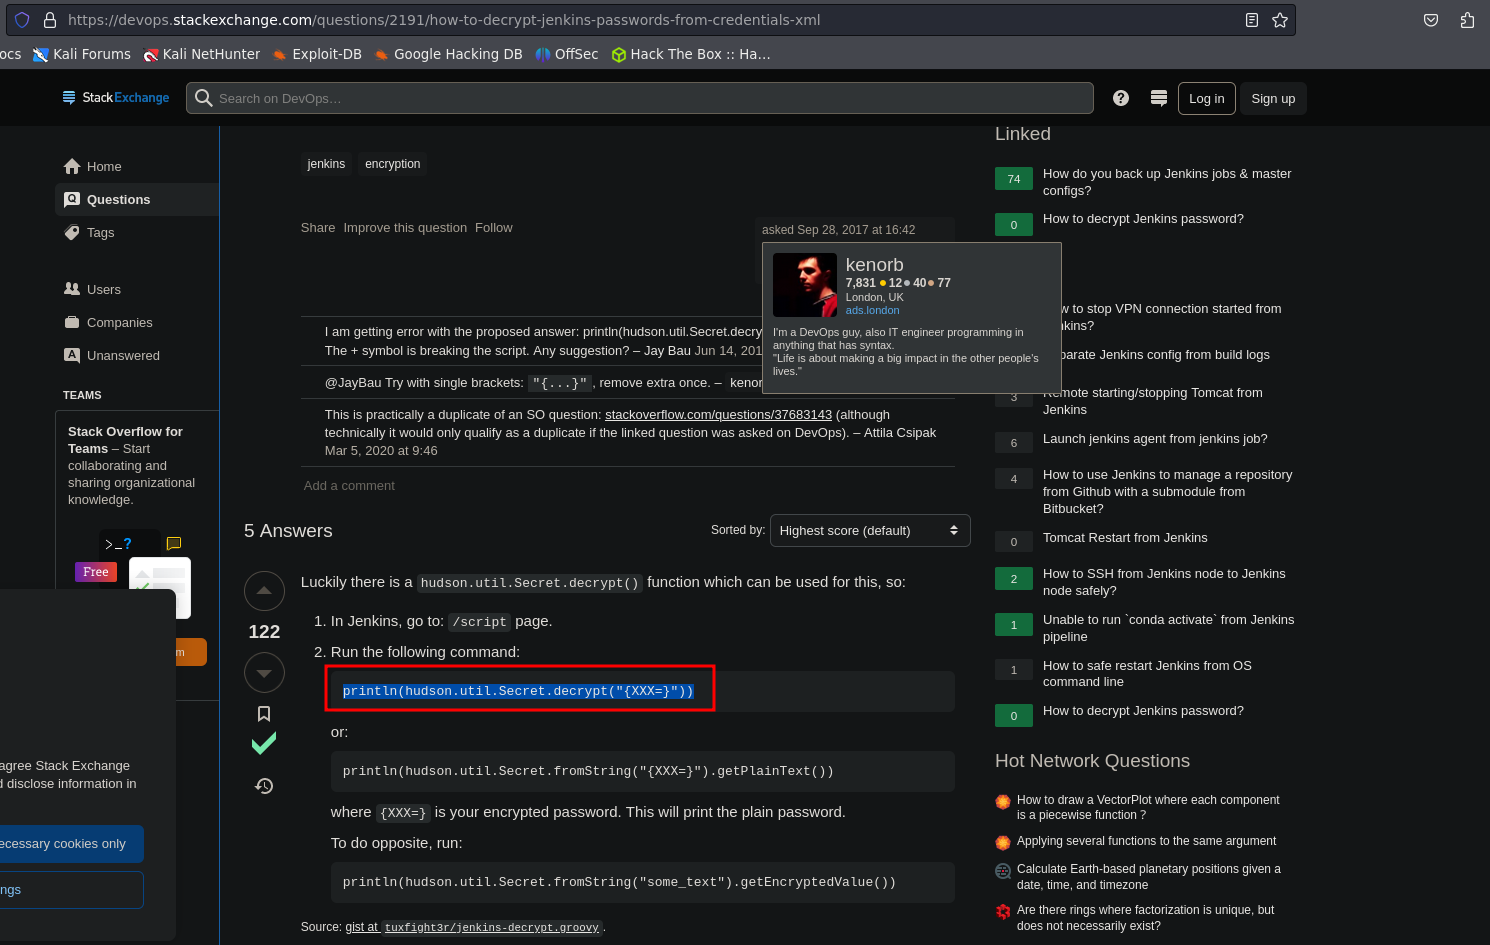 https://devops.stackexchange.com/questions/2191/how-to-decrypt-jenkins-passwords-from-credentials-xml
ocs Kali Forums Kali NetHunter Exploit-DB Google Hacking DB OffSec Hack The Box :: Ha…
StackExchange
Search on DevOps…
Log in
Sign up
Home
Questions
Tags
Users
Companies
Unanswered
TEAMS
Stack Overflow for
Teams – Start
collaborating and
sharing organizational
knowledge.
>_?
Free
m
agree Stack Exchange
d disclose information in
ecessary cookies only
ngs
jenkins encryption
Share Improve this question Follow
asked Sep 28, 2017 at 16:42
kenorb
7,831 12 40 77
London, UK
ads.london
I'm a DevOps guy, also IT engineer programming in
anything that has syntax.
"Life is about making a big impact in the other people's
lives."
I am getting error with the proposed answer: println(hudson.util.Secret.decry
The + symbol is breaking the script. Any suggestion? – Jay Bau Jun 14, 201
@JayBau Try with single brackets: "{...}", remove extra once. – kenor
This is practically a duplicate of an SO question: stackoverflow.com/questions/37683143 (although
technically it would only qualify as a duplicate if the linked question was asked on DevOps). – Attila Csipak
Mar 5, 2020 at 9:46
Add a comment
5 Answers
Sorted by: Highest score (default)
122
Luckily there is a hudson.util.Secret.decrypt() function which can be used for this, so:
1. In Jenkins, go to: /script page.
2. Run the following command:
println(hudson.util.Secret.decrypt("{XXX=}"))
or:
println(hudson.util.Secret.fromString("{XXX=}").getPlainText())
where {XXX=} is your encrypted password. This will print the plain password.
To do opposite, run:
println(hudson.util.Secret.fromString("some_text").getEncryptedValue())
Source: gist at tuxfight3r/jenkins-decrypt.groovy.
Linked
74 How do you back up Jenkins jobs & master
configs?
0 How to decrypt Jenkins password?
w to stop VPN connection started from
nkins?
parate Jenkins config from build logs
3 Remote starting/stopping Tomcat from
Jenkins
6 Launch jenkins agent from jenkins job?
4 How to use Jenkins to manage a repository
from Github with a submodule from
Bitbucket?
0 Tomcat Restart from Jenkins
2 How to SSH from Jenkins node to Jenkins
node safely?
1 Unable to run `conda activate` from Jenkins
pipeline
1 How to safe restart Jenkins from OS
command line
0 How to decrypt Jenkins password?
Hot Network Questions
How to draw a VectorPlot where each component
is a piecewise function ?
Applying several functions to the same argument
Calculate Earth-based planetary positions given a
date, time, and timezone
Are there rings where factorization is unique, but
does not necessarily exist?